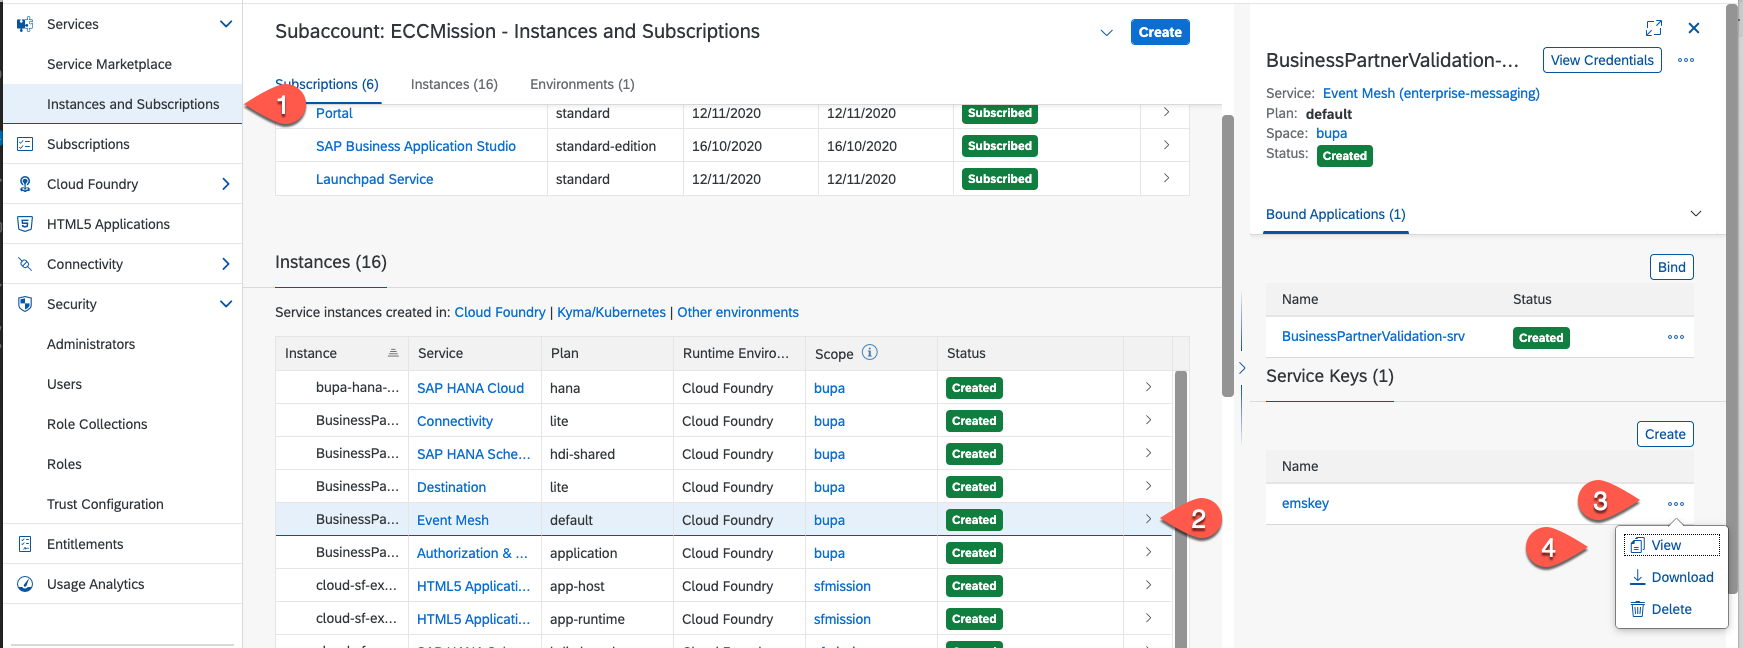 Services
Service Marketplace
Instances and Subscriptions
Subscriptions
Cloud Foundry
HTML5 Applications
Connectivity
Security
Administrators
Users
Role Collections
Roles
Trust Configuration
Entitlements
Usage Analytics
1
Subaccount: ECCMission - Instances and Subscriptions
Create
Subscriptions (6) Instances (16) Environments (1)
Portal standard 12/11/2020 12/11/2020 Subscribed
SAP Business Application Studio standard-edition 16/10/2020 16/10/2020 Subscribed
Launchpad Service standard 12/11/2020 12/11/2020 Subscribed
Instances (16)
Service instances created in: Cloud Foundry | Kyma/Kubernetes | Other environments
Instance Service Plan Runtime Enviro... Scope Status
bupa-hana-... SAP HANA Cloud hana Cloud Foundry bupa Created
BusinessPa... Connectivity lite Cloud Foundry bupa Created
BusinessPa... SAP HANA Sche... hdi-shared Cloud Foundry bupa Created
BusinessPa... Destination lite Cloud Foundry bupa Created
BusinessPa... Event Mesh default Cloud Foundry bupa Created
2
BusinessPa... Authorization & ... application Cloud Foundry bupa Created
cloud-sf-ex... HTML5 Applicati... app-host Cloud Foundry sfmission Created
cloud-sf-ex... HTML5 Applicati... app-runtime Cloud Foundry sfmission Created
BusinessPartnerValidation-...
View Credentials
Service: Event Mesh (enterprise-messaging)
Plan: default
Space: bupa
Status: Created
Bound Applications (1)
Bind
Name Status
BusinessPartnerValidation-srv Created
Service Keys (1)
Create
Name
emskey
3
4
View
Download
Delete